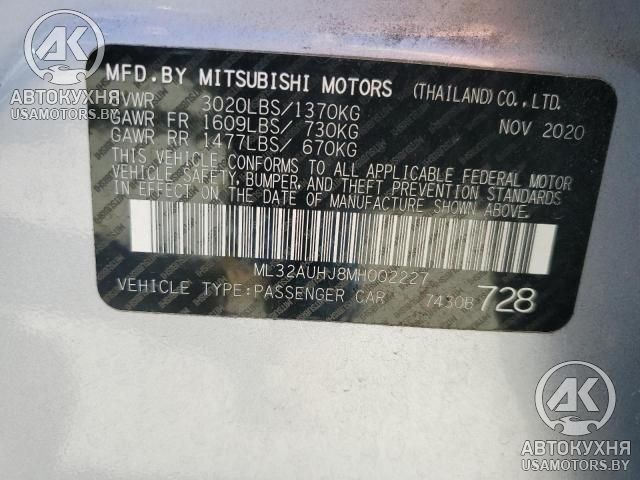 AK
АВТОКУХНЯ
USAMOTORS.BY
MFD.BY MITSUBISHI MOTORS (THAILAND) CO.,LTD.
GVWR 3020LBS/1370KG
GAWR FR 1609LBS/ 730KG NOV 2020
GAWR RR 1477LBS/ 670KG
THIS VEHICLE CONFORMS TO ALL APPLICABLE FEDERAL MOTOR
VEHICLE SAFETY, BUMPER, AND THEFT PREVENTION STANDARDS
IN EFFECT ON THE DATE OF MANUFACTURE SHOWN ABOVE.
ML32AUHJ8MH002227
VEHICLE TYPE:PASSENGER CAR 7430B 728
AK
АВТОКУХНЯ
USAMOTORS.BY